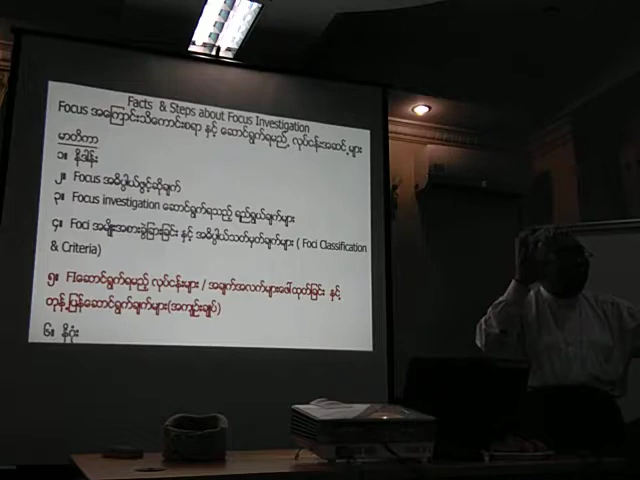 Facts & Steps about Focus Investigation
Focus အကြောင်းသိကောင်းစရာ နှင့် ဆောင်ရွက်ရမည့် လုပ်ငန်းအဆင့်များ
မာတိကာ
၁။ နိဒါန်း
၂။ Focus အဓိပ္ပါယ်ဖွင့်ဆိုချက်
၃။ Focus investigation ဆောင်ရွက်ရသည့် ရည်ရွယ်ချက်များ
၄။ Foci အမျိုးအစားခွဲခြားခြင်း နှင့် အဓိပ္ပါယ်သတ်မှတ်ချက်များ ( Foci Classification
& Criteria)
၅။ FIဆောင်ရွက်ရမည့် လုပ်ငန်းများ / အချက်အလက်များဖေါ်ထုတ်ခြင်း နှင့်
တုန့်ပြန်ဆောင်ရွက်ချက်များ(အကျဉ်းချုပ်)
၆။ နိဂုံး